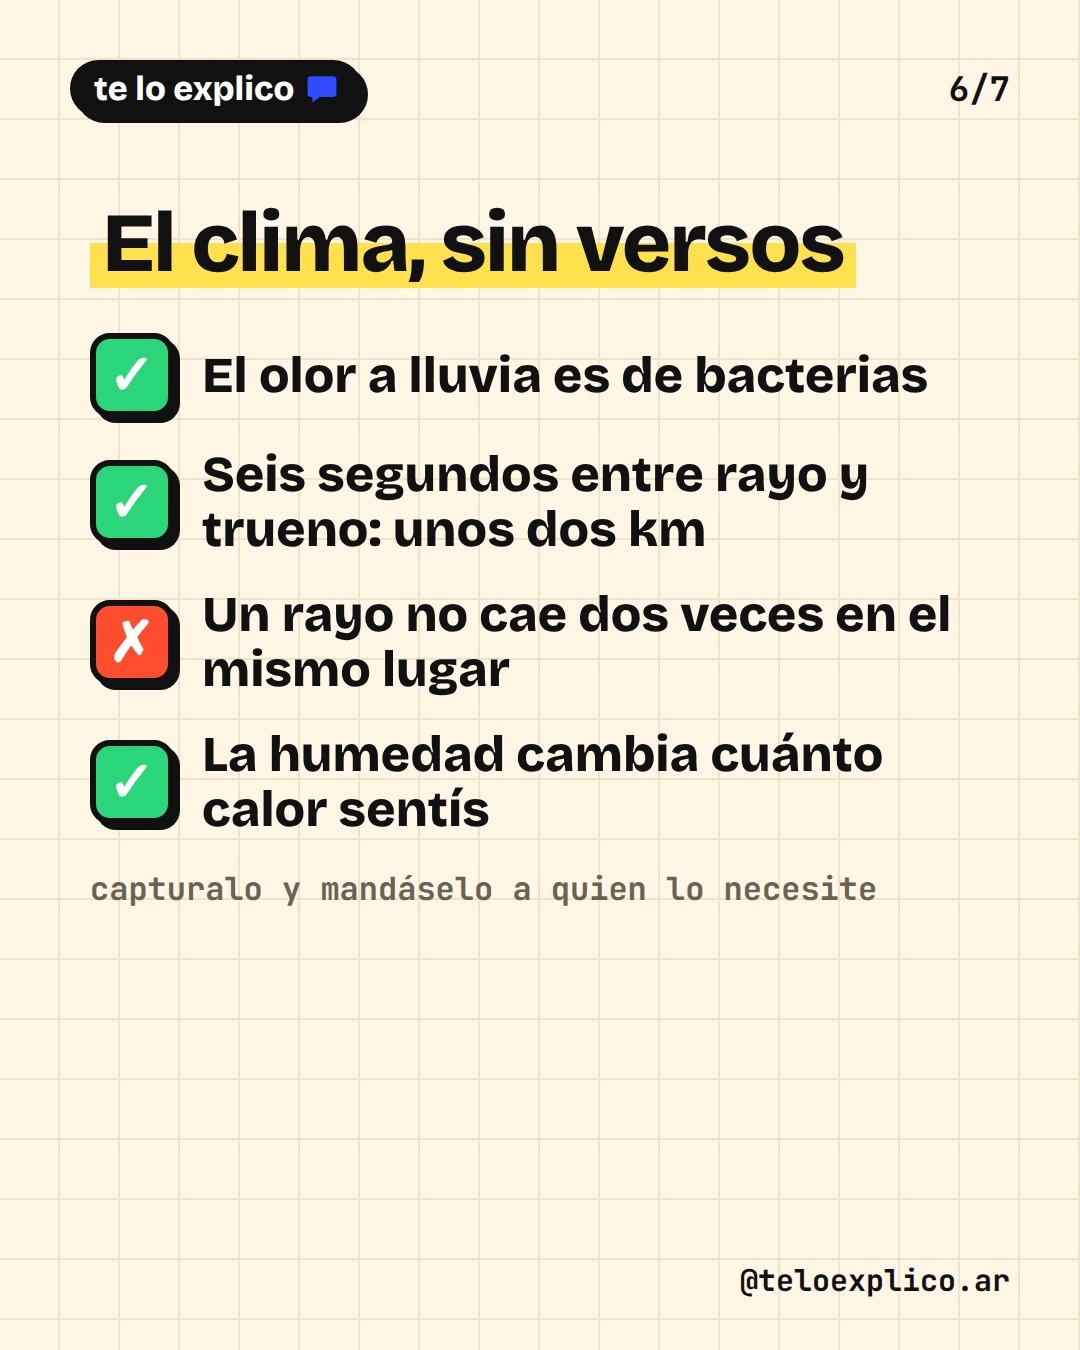 te lo explico
6/7
El clima, sin versos
✓ El olor a lluvia es de bacterias
✓ Seis segundos entre rayo y
trueno: unos dos km
✗ Un rayo no cae dos veces en el
mismo lugar
✓ La humedad cambia cuánto
calor sentís
capturalo y mandáselo a quien lo necesite
@teloexplico.ar